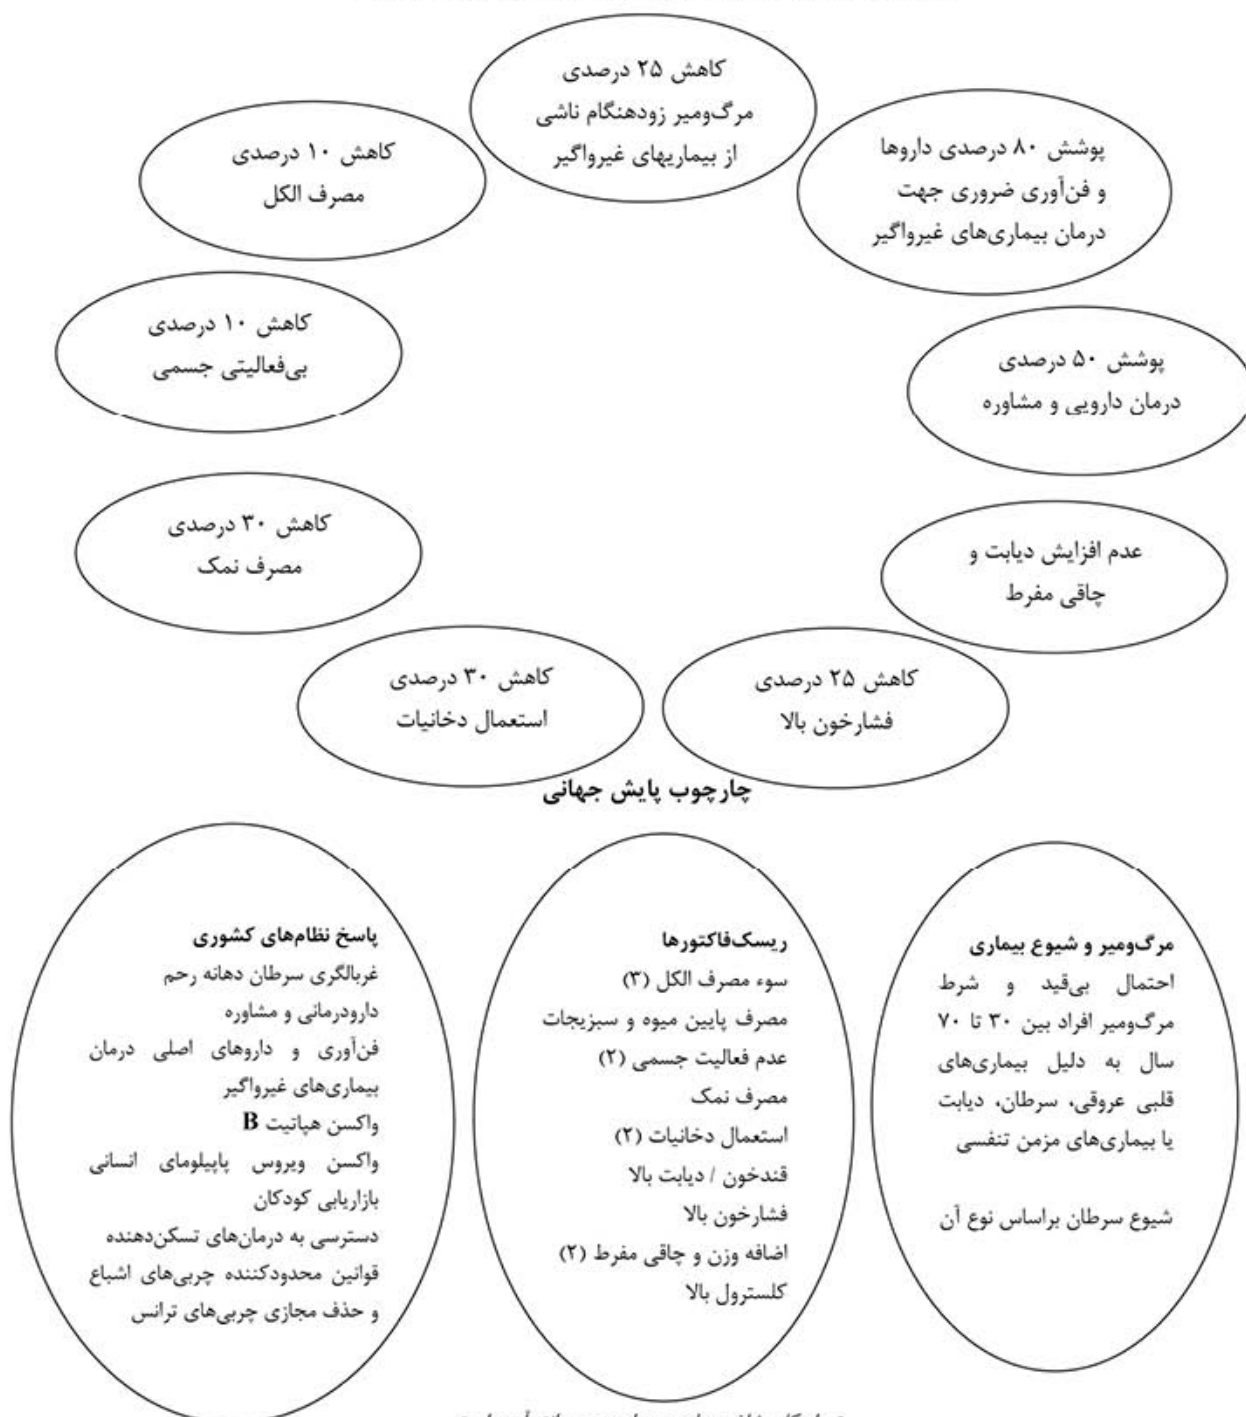 کاهش ۲۵ درصدی
مرگ‌ومیر زودهنگام ناشی
از بیماریهای غیرواگیر
پوشش ۸۰ درصدی داروها
و فن‌آوری ضروری جهت
درمان بیماری‌های غیرواگیر
کاهش ۱۰ درصدی
مصرف الکل
پوشش ۵۰ درصدی
درمان دارویی و مشاوره
کاهش ۱۰ درصدی
بی‌فعالیتی جسمی
عدم افزایش دیابت و
چاقی مفرط
کاهش ۳۰ درصدی
مصرف نمک
کاهش ۲۵ درصدی
فشارخون بالا
کاهش ۳۰ درصدی
استعمال دخانیات
چارچوب پایش جهانی
مرگ‌ومیر و شیوع بیماری
احتمال بی‌قید و شرط
مرگ‌ومیر افراد بین ۳۰ تا ۷۰
سال به دلیل بیماری‌های
قلبی عروقی، سرطان، دیابت
یا بیماری‌های مزمن تنفسی
شیوع سرطان براساس نوع آن
ریسک‌فاکتورها
سوء مصرف الکل (۳)
مصرف پایین میوه و سبزیجات
عدم فعالیت جسمی (۲)
مصرف نمک
استعمال دخانیات (۲)
قندخون / دیابت بالا
فشارخون بالا
اضافه وزن و چاقی مفرط (۲)
کلسترول بالا
پاسخ نظام‌های کشوری
غربالگری سرطان دهانه رحم
دارودرمانی و مشاوره
فن‌آوری و داروهای اصلی درمان
بیماری‌های غیرواگیر
واکسن هپاتیت B
واکسن ویروس پاپیلومای انسانی
بازاریابی کودکان
دسترسی به درمان‌های تسکن‌دهنده
قوانین محدودکننده چربی‌های اشباع
و حذف مجازی چربی‌های ترانس